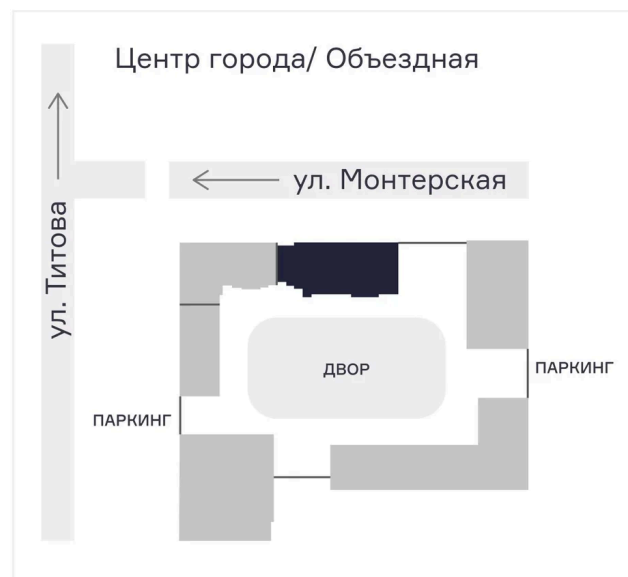 Центр города/ Объездная
ул. Монтерская
ул. Титова
ДВОР
ПАРКИНГ
ПАРКИНГ